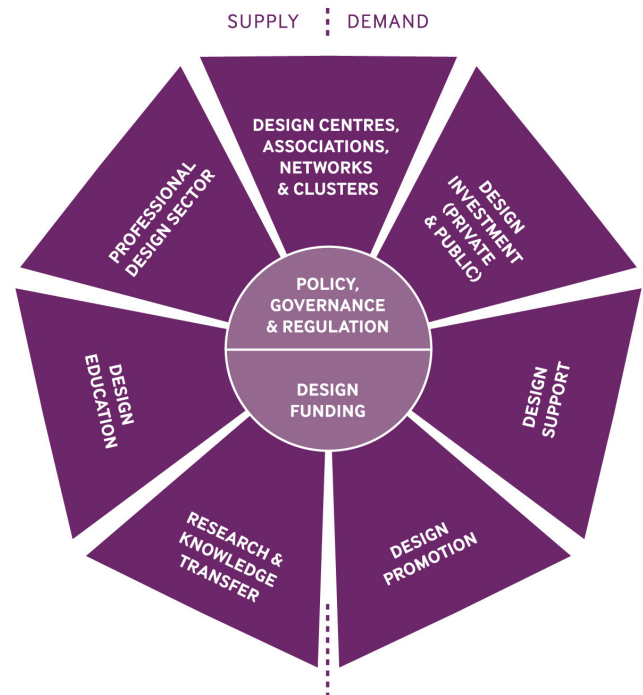 SUPPLY DEMAND
DESIGN CENTRES,
ASSOCIATIONS,
NETWORKS
& CLUSTERS
DESIGN
INVESTMENT
(PRIVATE
& PUBLIC)
DESIGN
SUPPORT
DESIGN
PROMOTION
RESEARCH &
KNOWLEDGE
TRANSFER
DESIGN
EDUCATION
PROFESSIONAL
DESIGN SECTOR
POLICY,
GOVERNANCE
& REGULATION
DESIGN
FUNDING